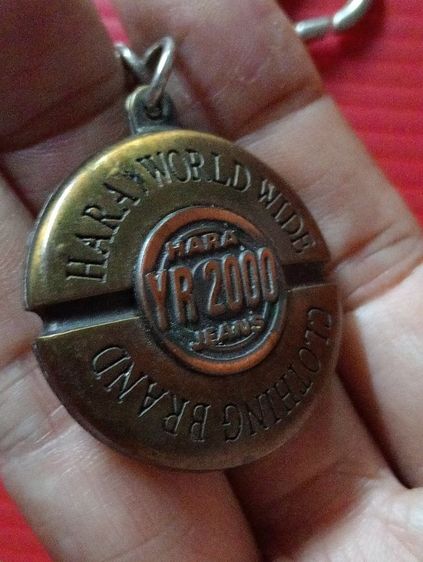 HARA WORLD WIDE
HARA
YR 2000
JEANS
CLOTHING BRAND